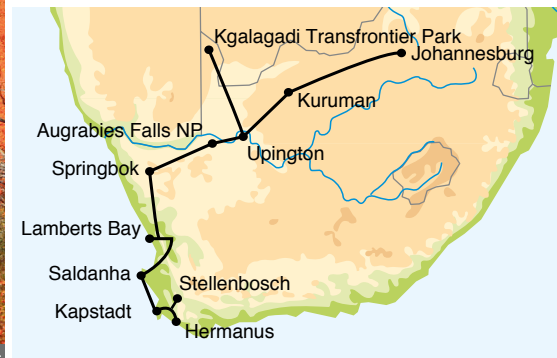 Kgalagadi Transfrontier Park
Johannesburg
Kuruman
Augrabies Falls NP
Upington
Springbok
Lamberts Bay
Saldanha
Stellenbosch
Kapstadt
Hermanus